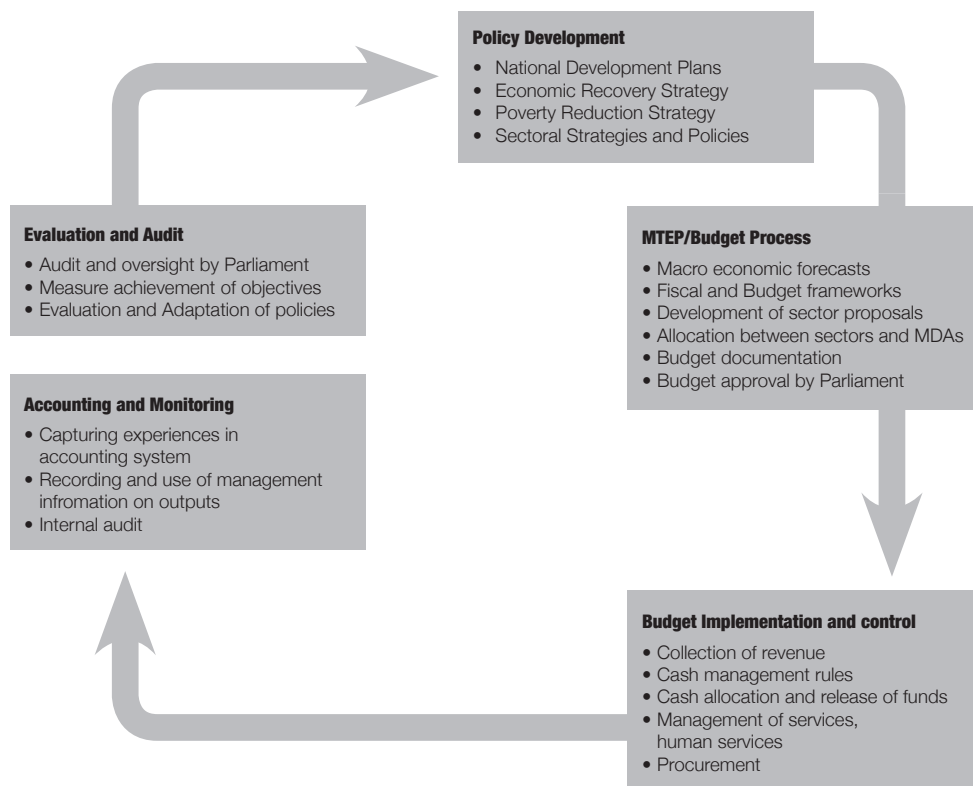 Policy Development
• National Development Plans
• Economic Recovery Strategy
• Poverty Reduction Strategy
• Sectoral Strategies and Policies
Evaluation and Audit
• Audit and oversight by Parliament
• Measure achievement of objectives
• Evaluation and Adaptation of policies
MTEP/Budget Process
• Macro economic forecasts
• Fiscal and Budget frameworks
• Development of sector proposals
• Allocation between sectors and MDAs
• Budget documentation
• Budget approval by Parliament
Accounting and Monitoring
• Capturing experiences in
accounting system
• Recording and use of management
infromation on outputs
• Internal audit
Budget Implementation and control
• Collection of revenue
• Cash management rules
• Cash allocation and release of funds
• Management of services,
human services
• Procurement